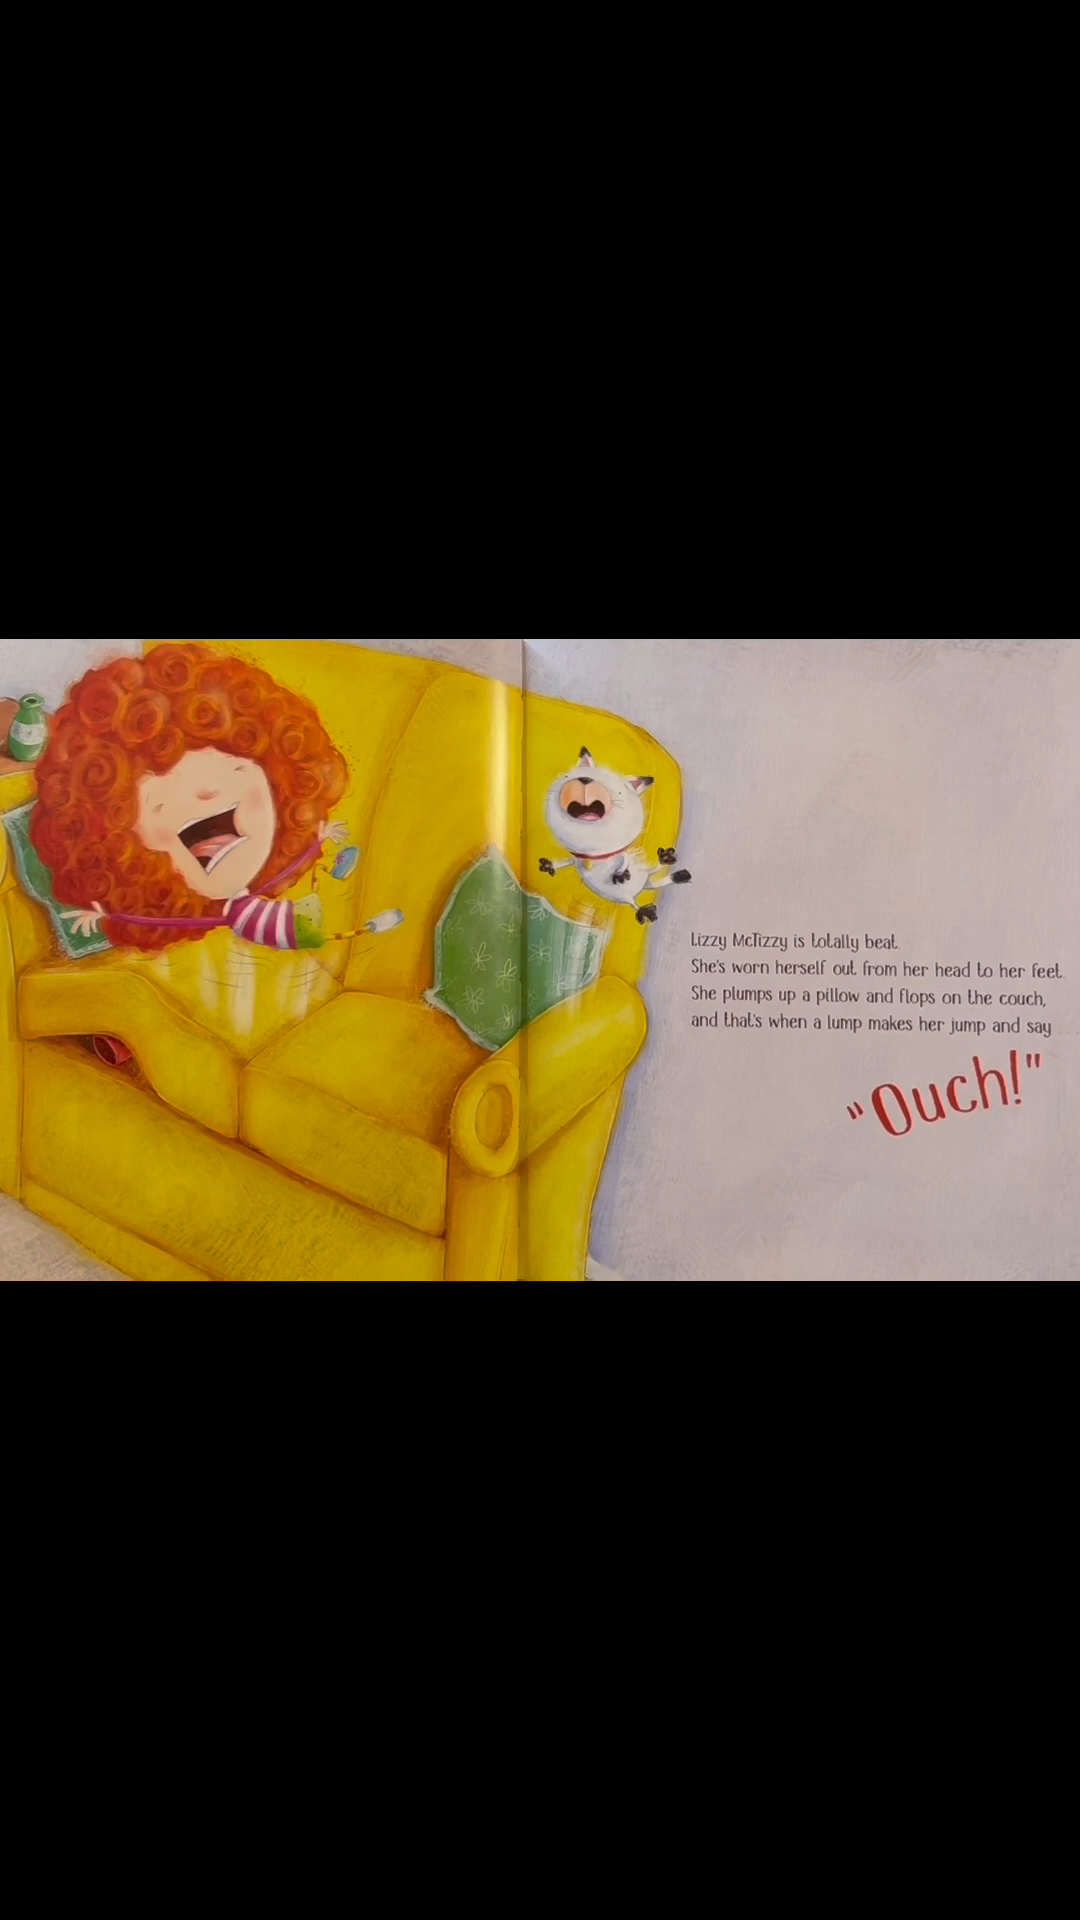 Lizzy McTizzy is totally beat.
She's worn herself out from her head to her feet.
She plumps up a pillow and flops on the couch,
and that's when a lump makes her jump and say
"Ouch!"